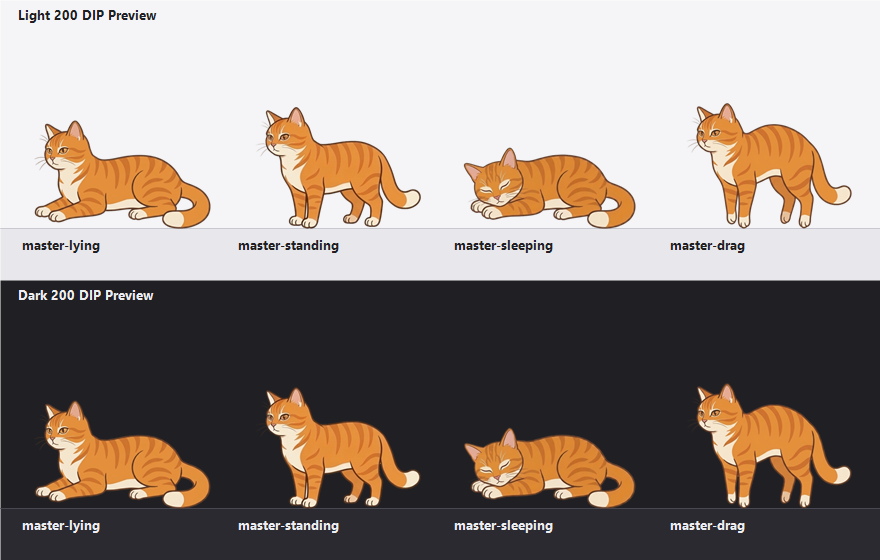 Light 200 DIP Preview
master-lying
master-standing
master-sleeping
master-drag
Dark 200 DIP Preview
master-lying
master-standing
master-sleeping
master-drag